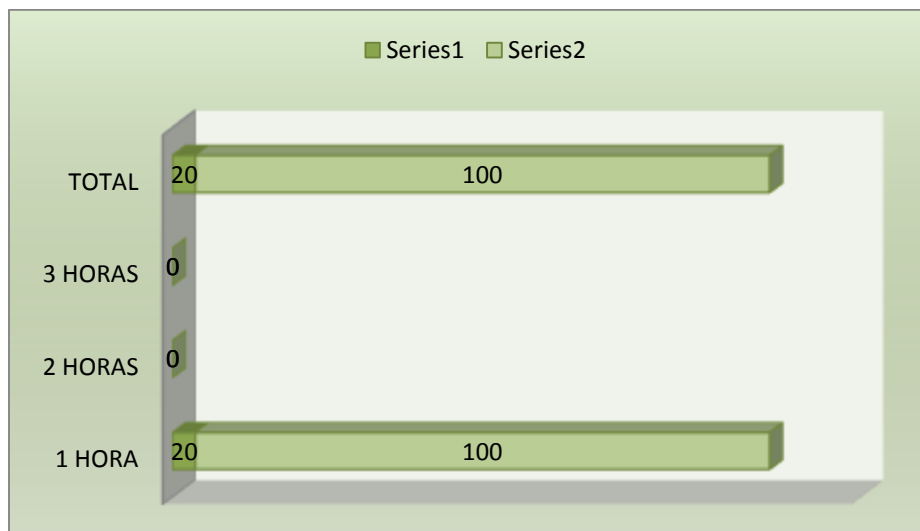 Series1 Series2
TOTAL 20 100
3 HORAS 0
2 HORAS 0
1 HORA 20 100